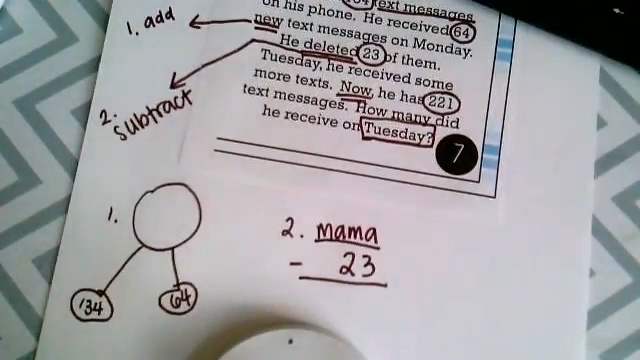 text messages
on his phone. He received 64
new text messages on Monday.
He deleted 23 of them.
Tuesday, he received some
more texts. Now, he has 221
text messages. How many did
he receive on Tuesday?
7
1. add
2. Subtract
1.
134
64
2. mama
- 23